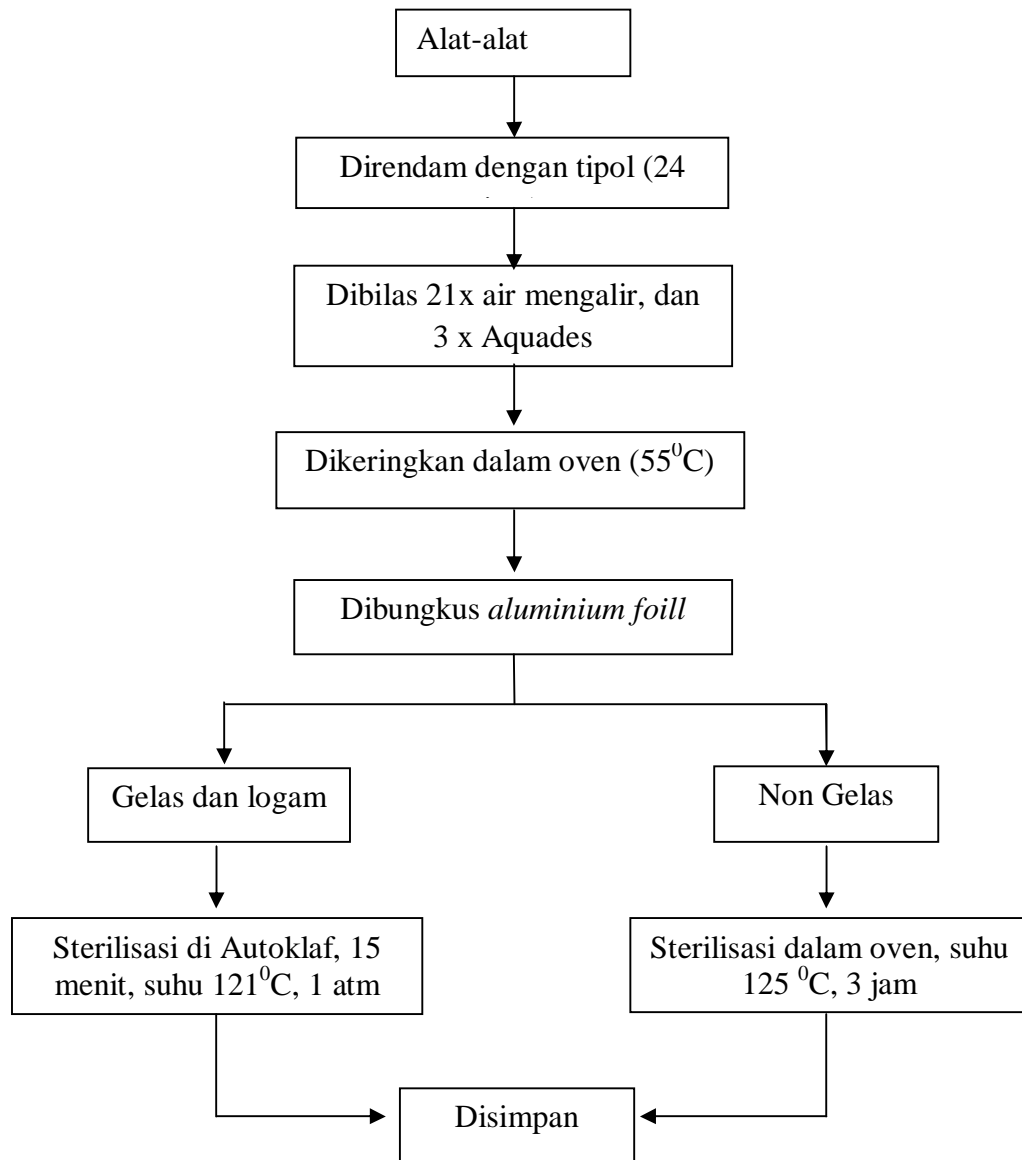 Alat-alat
Direndam dengan tipol (24
Dibilas 21x air mengalir, dan
3 x Aquades
Dikeringkan dalam oven (55⁰C)
Dibungkus aluminium foill
Gelas dan logam
Non Gelas
Sterilisasi di Autoklaf, 15
menit, suhu 121⁰C, 1 atm
Sterilisasi dalam oven, suhu
125 ⁰C, 3 jam
Disimpan